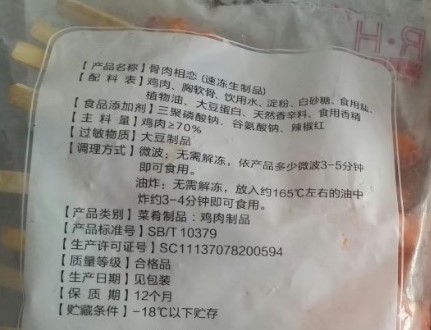 R·H
【产品名称】骨肉相恋（速冻生制品）
【配 料 表】鸡肉、胸软骨、饮用水、淀粉、白砂糖、食用盐、
植物油、大豆蛋白、天然香辛料、食用香精
【食品添加剂】三聚磷酸钠、谷氨酸钠、辣椒红
【主 料 量】鸡肉≥70%
【过敏物质】大豆制品
【调理方式】微波：无需解冻，依产品多少微波3-5分钟
即可食用。
油炸：无需解冻，放入约165℃左右的油中
炸约3-4分钟即可食用。
【产品类别】菜肴制品：鸡肉制品
【产品标准号】SB/T 10379
【生产许可证号】SC11137078200594
【质量等级】合格品
【生产日期】见包装
【保 质 期】12个月
【贮藏条件】-18℃以下贮存